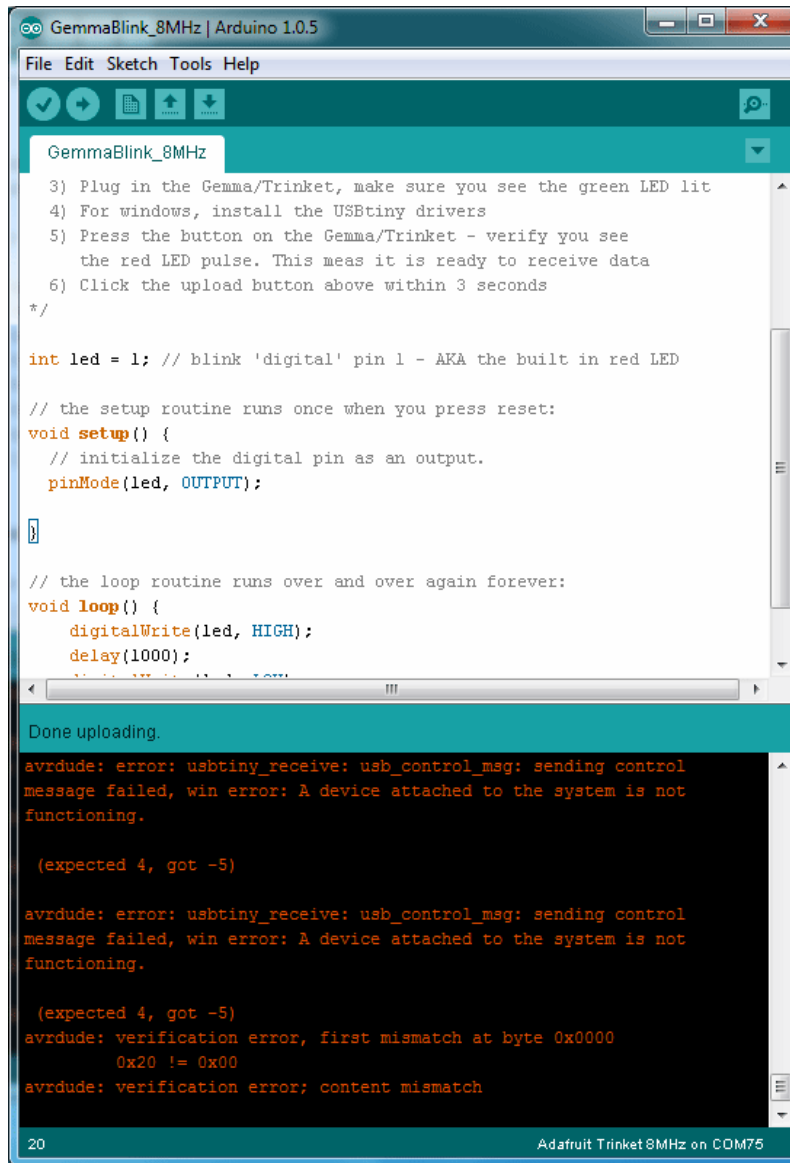 GemmaBlink_8MHz | Arduino 1.0.5
File Edit Sketch Tools Help
GemmaBlink_8MHz
3) Plug in the Gemma/Trinket, make sure you see the green LED lit
4) For windows, install the USBtiny drivers
5) Press the button on the Gemma/Trinket - verify you see
the red LED pulse. This meas it is ready to receive data
6) Click the upload button above within 3 seconds
*/
int led = 1; // blink 'digital' pin 1 - AKA the built in red LED
// the setup routine runs once when you press reset:
void setup() {
// initialize the digital pin as an output.
pinMode(led, OUTPUT);
}
// the loop routine runs over and over again forever:
void loop() {
digitalWrite(led, HIGH);
delay(1000);
Done uploading.
avrdude: error: usbtiny_receive: usb_control_msg: sending control
message failed, win error: A device attached to the system is not
functioning.
(expected 4, got -5)
avrdude: error: usbtiny_receive: usb_control_msg: sending control
message failed, win error: A device attached to the system is not
functioning.
(expected 4, got -5)
avrdude: verification error, first mismatch at byte 0x0000
0x20 != 0x00
avrdude: verification error; content mismatch
20
Adafruit Trinket 8MHz on COM75